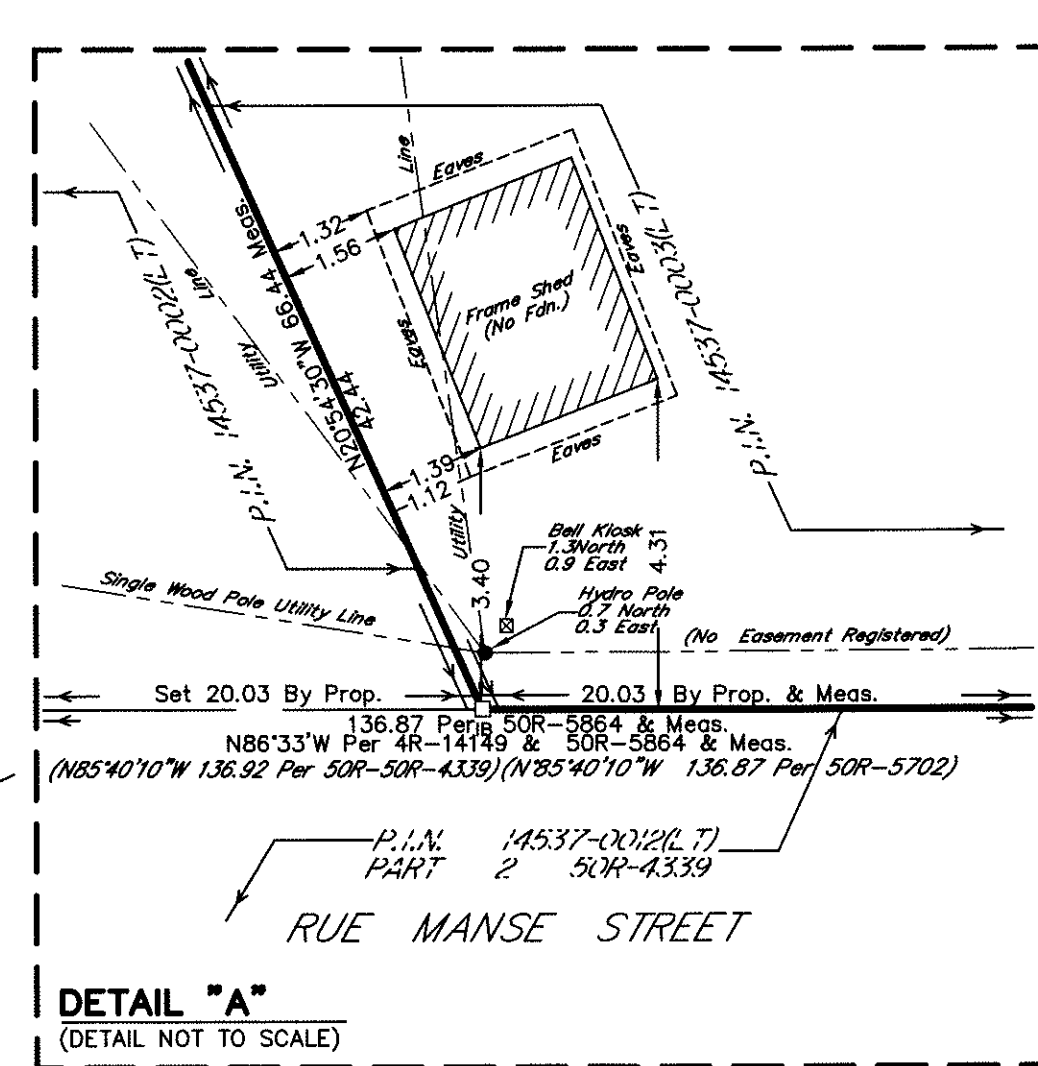 Line
Eaves
Eaves
Eaves
Eaves
Frame Shed
(No Fdn.)
1.32
1.56
N20°54'30"W 66.44 Meas.
42.44
Utility Line
P.I.N. 14537-0002(LT)
P.I.N. 14537-0003(LT)
1.39
1.12
Utility
3.40
4.31
Bell Kiosk
1.3North
0.9 East
Hydro Pole
0.7 North
0.3 East
Single Wood Pole Utility Line
(No Easement Registered)
Set 20.03 By Prop.
20.03 By Prop. & Meas.
IB
136.87 Per 50R-5864 & Meas.
N86°33'W Per 4R-14149 & 50R-5864 & Meas.
(N85°40'10"W 136.92 Per 50R-50R-4339)(N°85°40'10"W 136.87 Per 50R-5702)
P.I.N. 14537-0012(LT)
PART 2 50R-4339
RUE MANSE STREET
DETAIL "A"
(DETAIL NOT TO SCALE)